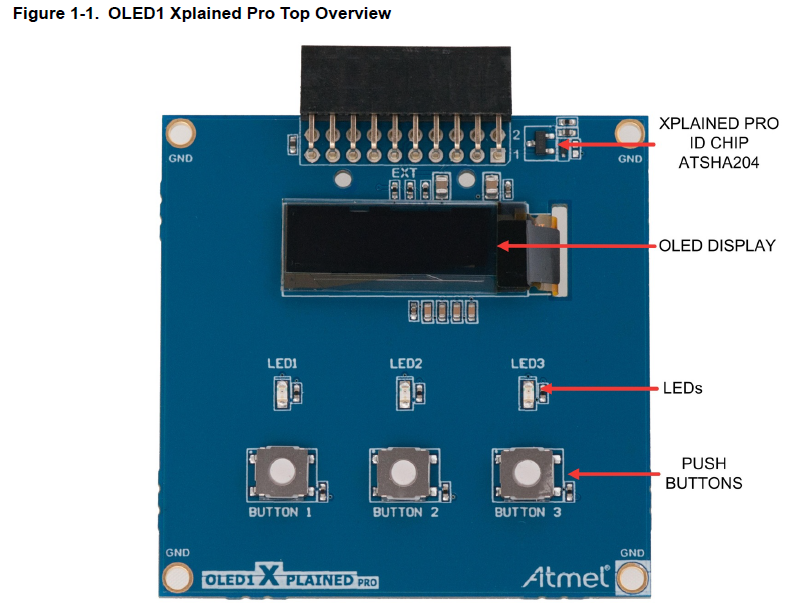 Figure 1-1. OLED1 Xplained Pro Top Overview
2
1
XPLAINED PRO
ID CHIP
ATSHA204
GND
GND
EXT
OLED DISPLAY
LED1
LED2
LED3
LEDs
PUSH
BUTTONS
BUTTON 1
BUTTON 2
BUTTON 3
GND
GND
OLED1 XPLAINED PRO
Atmel